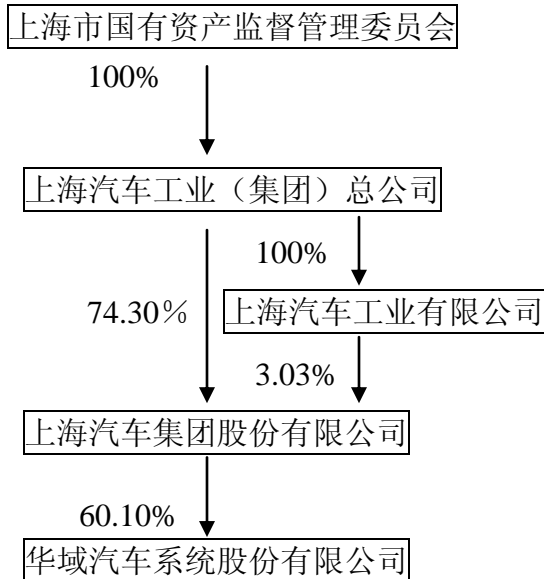 上海市国有资产监督管理委员会
100%
上海汽车工业（集团）总公司
100%
74.30％
上海汽车工业有限公司
3.03%
上海汽车集团股份有限公司
60.10%
华域汽车系统股份有限公司